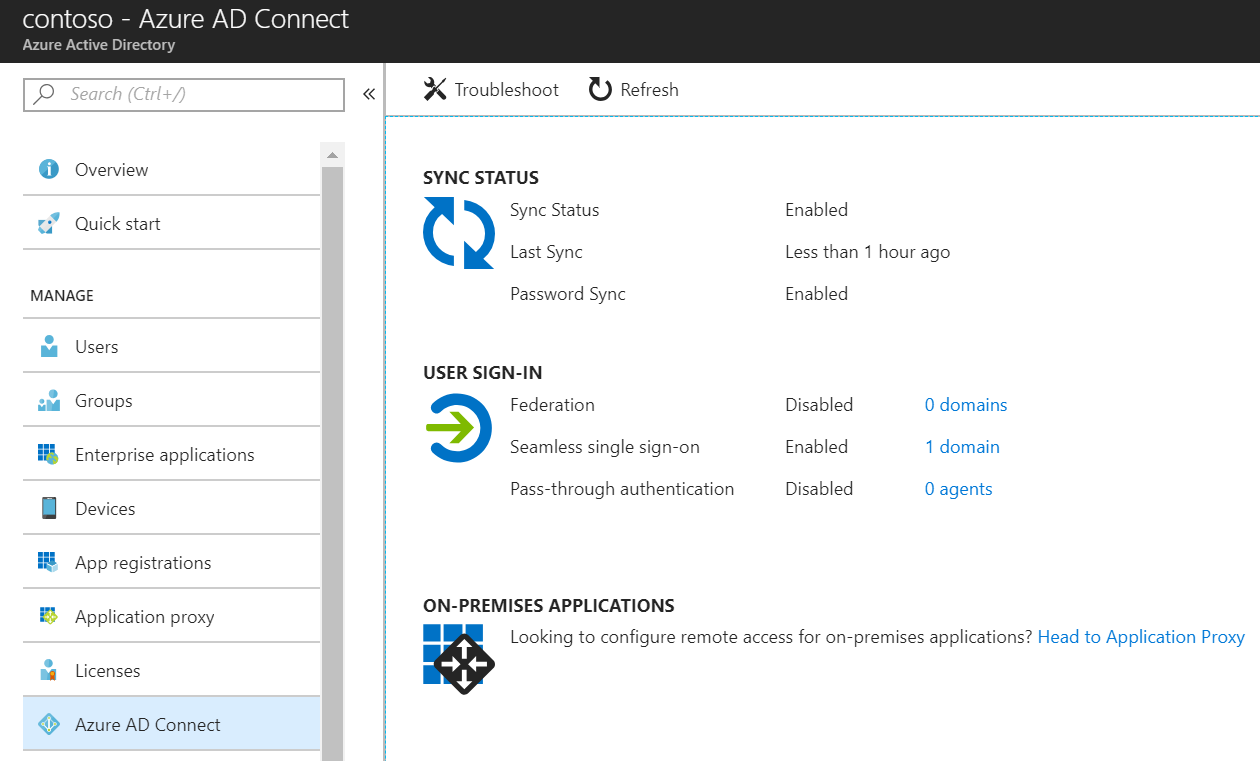 contoso - Azure AD Connect
Azure Active Directory
Search (Ctrl+/)
«
Overview
Quick start
MANAGE
Users
Groups
Enterprise applications
Devices
App registrations
Application proxy
Licenses
Azure AD Connect
Troubleshoot Refresh
SYNC STATUS
Sync Status Enabled
Last Sync Less than 1 hour ago
Password Sync Enabled
USER SIGN-IN
Federation Disabled 0 domains
Seamless single sign-on Enabled 1 domain
Pass-through authentication Disabled 0 agents
ON-PREMISES APPLICATIONS
Looking to configure remote access for on-premises applications? Head to Application Proxy